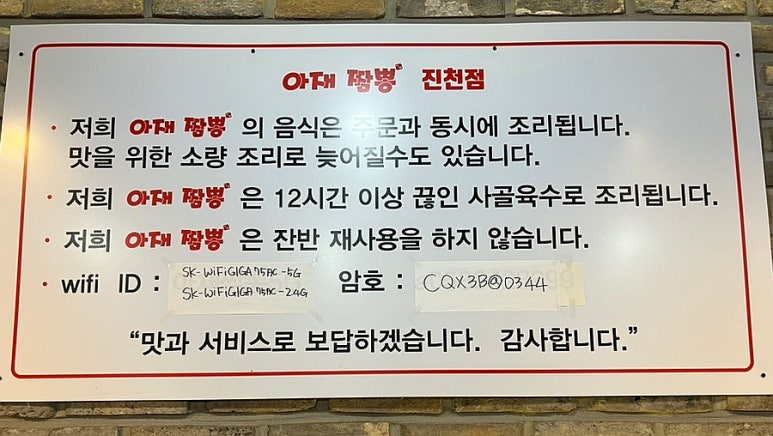 아재 짬뽕 진천점
· 저희 아재 짬뽕 의 음식은 주문과 동시에 조리됩니다.
맛을 위한 소량 조리로 늦어질수도 있습니다.
· 저희 아재 짬뽕 은 12시간 이상 끊인 사골육수로 조리됩니다.
· 저희 아재 짬뽕 은 잔반 재사용을 하지 않습니다.
· wifi ID : SK-WiFiGIGA75AC-5G 암호 : CQX3B@0344
SK-WiFiGIGA75AC-2.4G
“맛과 서비스로 보답하겠습니다. 감사합니다.”